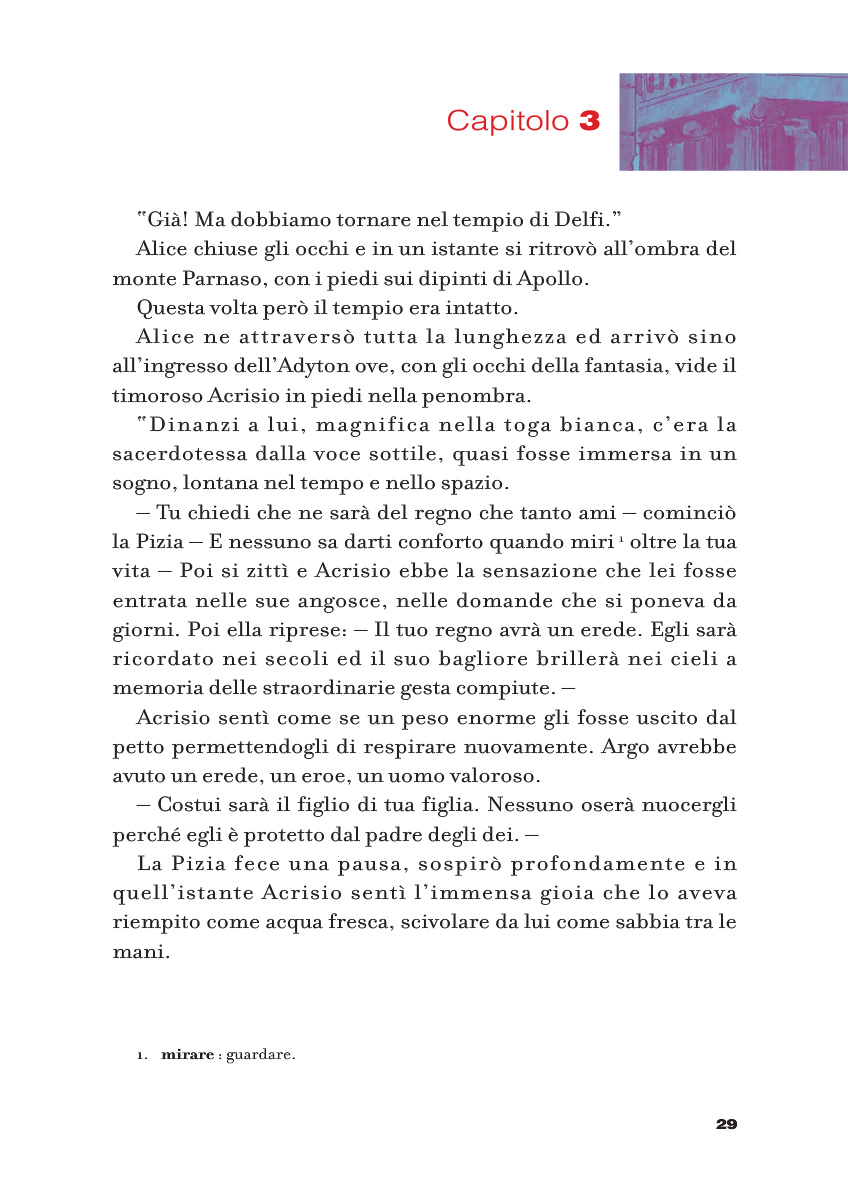 Capitolo 3
"Già! Ma dobbiamo tornare nel tempio di Delfi.”
Alice chiuse gli occhi e in un istante si ritrovò all’ombra del
monte Parnaso, con i piedi sui dipinti di Apollo.
Questa volta però il tempio era intatto.
Alice ne attraversò tutta la lunghezza ed arrivò sino
all’ingresso dell’Adyton ove, con gli occhi della fantasia, vide il
timoroso Acrisio in piedi nella penombra.
"Dinanzi a lui, magnifica nella toga bianca, c’era la
sacerdotessa dalla voce sottile, quasi fosse immersa in un
sogno, lontana nel tempo e nello spazio.
– Tu chiedi che ne sarà del regno che tanto ami – cominciò
la Pizia – E nessuno sa darti conforto quando miri ¹ oltre la tua
vita – Poi si zittì e Acrisio ebbe la sensazione che lei fosse
entrata nelle sue angosce, nelle domande che si poneva da
giorni. Poi ella riprese: – Il tuo regno avrà un erede. Egli sarà
ricordato nei secoli ed il suo bagliore brillerà nei cieli a
memoria delle straordinarie gesta compiute. –
Acrisio sentì come se un peso enorme gli fosse uscito dal
petto permettendogli di respirare nuovamente. Argo avrebbe
avuto un erede, un eroe, un uomo valoroso.
– Costui sarà il figlio di tua figlia. Nessuno oserà nuocergli
perché egli è protetto dal padre degli dei. –
La Pizia fece una pausa, sospirò profondamente e in
quell’istante Acrisio sentì l’immensa gioia che lo aveva
riempito come acqua fresca, scivolare da lui come sabbia tra le
mani.
1. mirare : guardare.
29